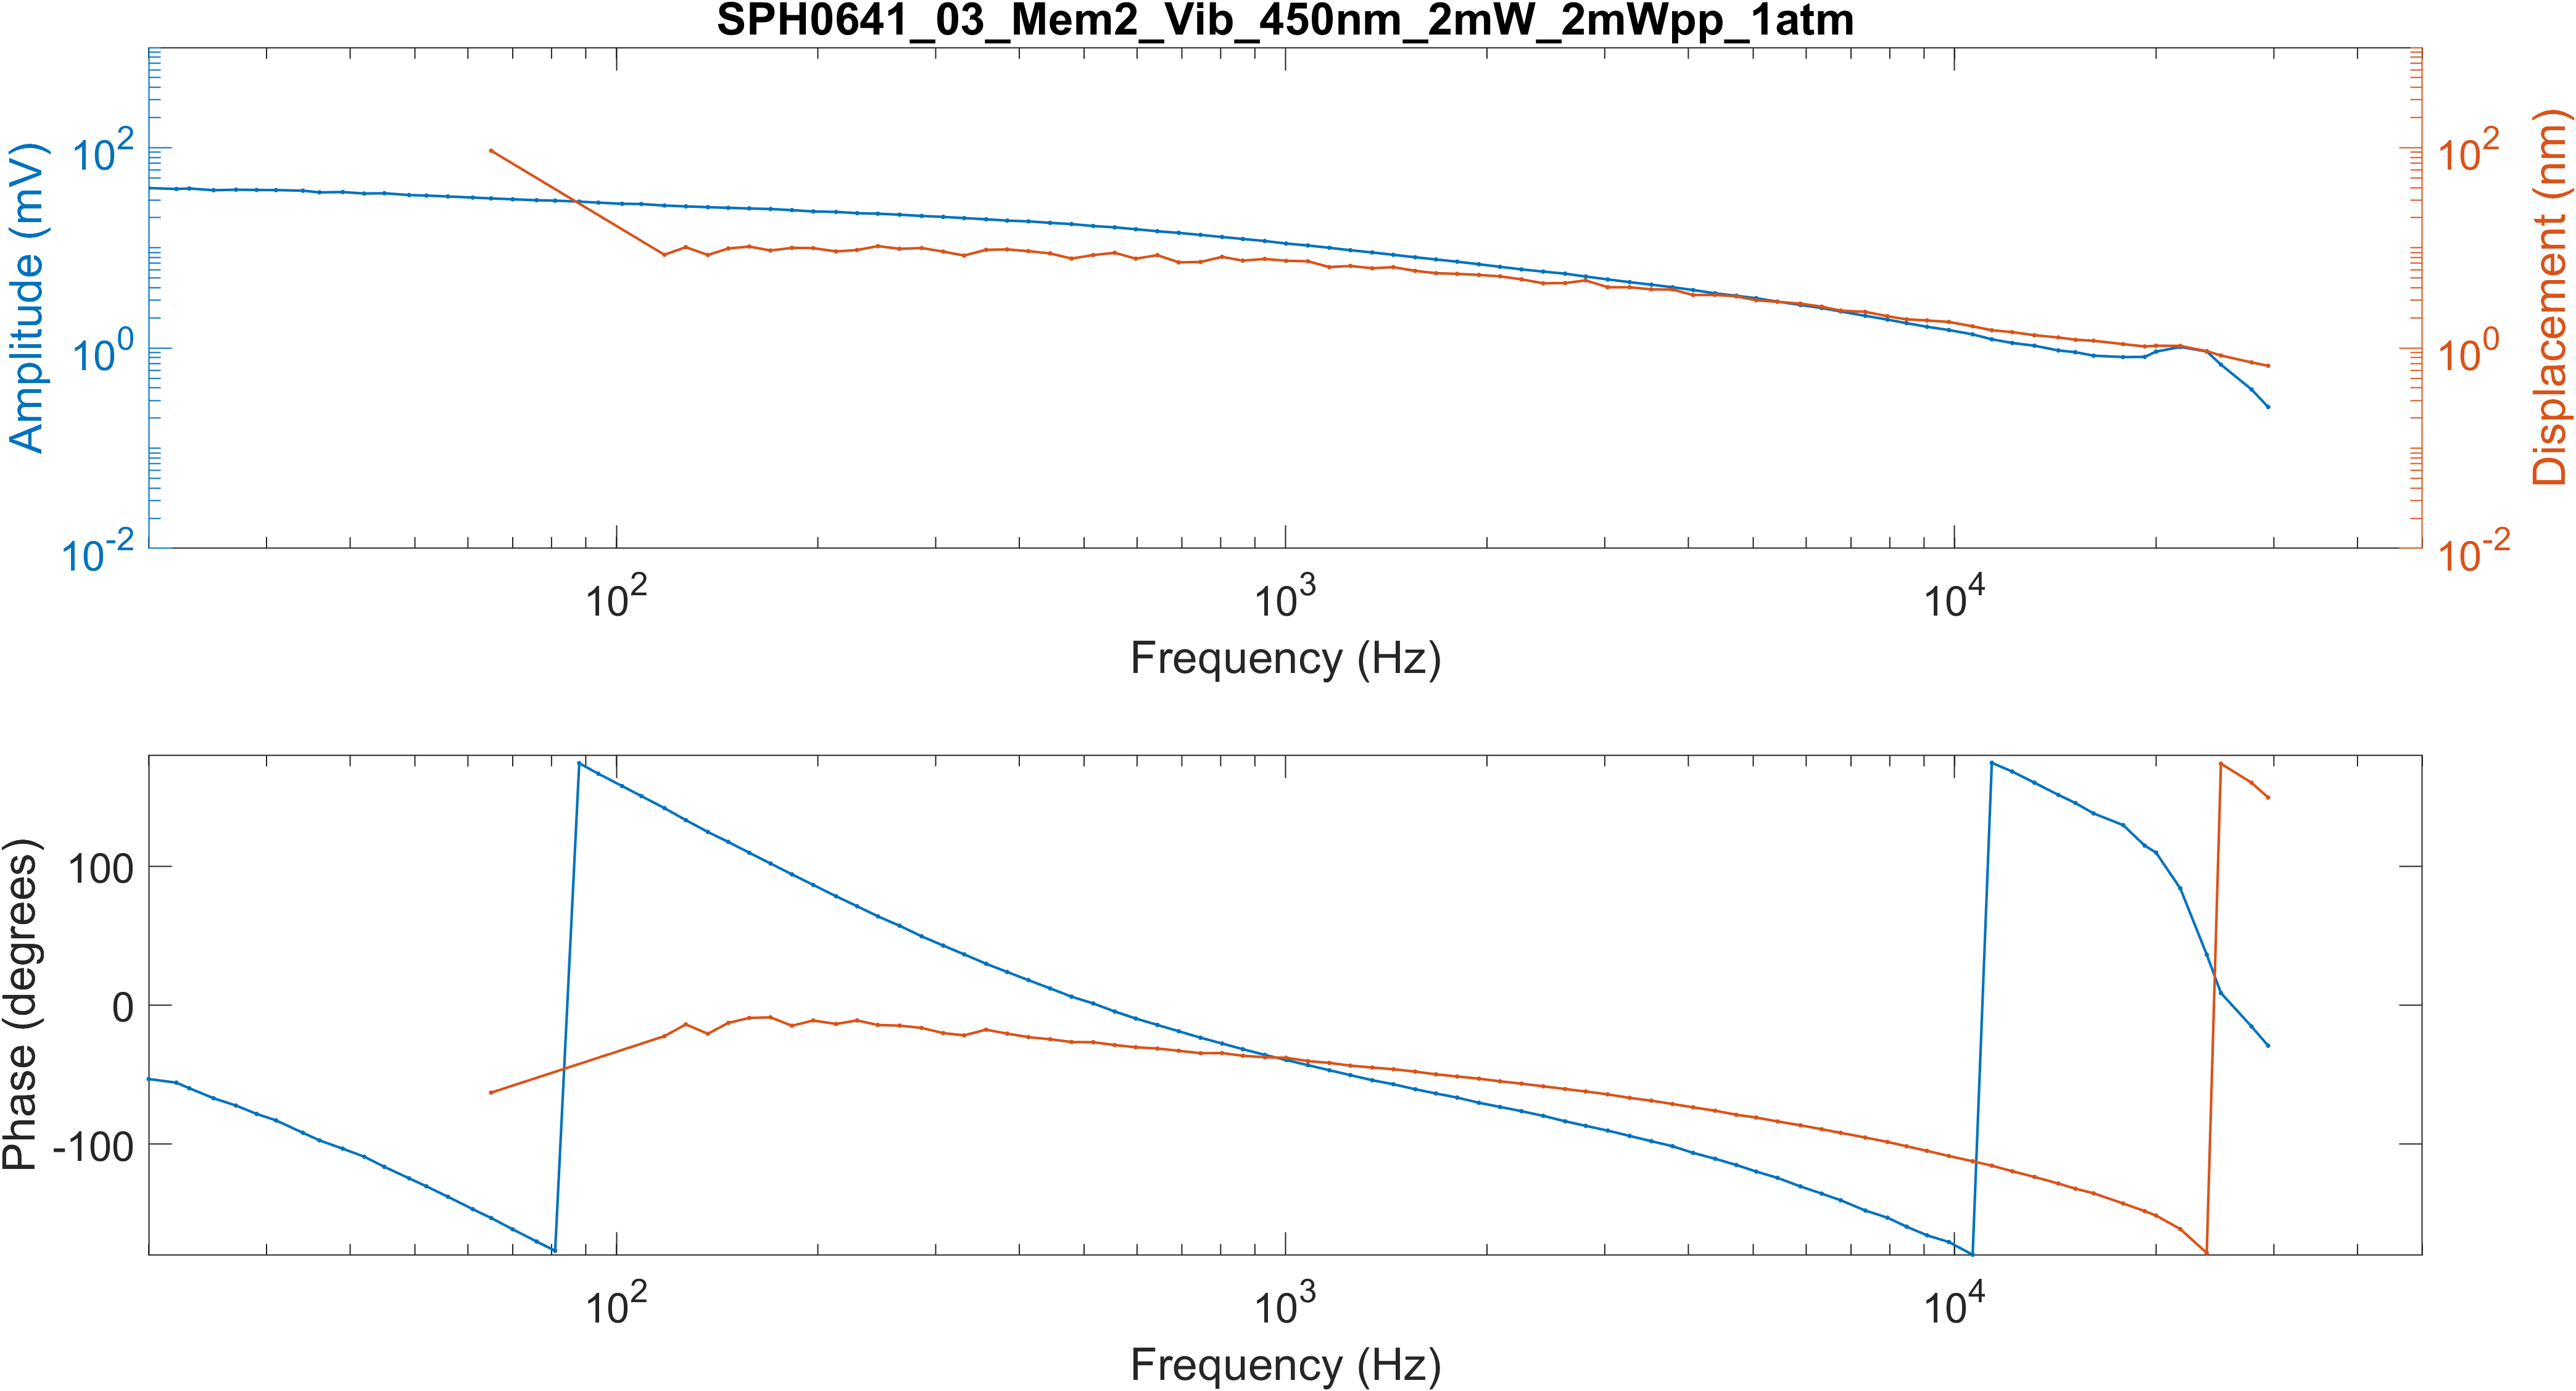 SPH0641_03_Mem2_Vib_450nm_2mW_2mWpp_1atm
Amplitude (mV)
10^2
10^0
10^-2
Displacement (nm)
10^2
10^0
10^-2
10^2 10^3 10^4
Frequency (Hz)
Phase (degrees)
100
0
-100
10^2 10^3 10^4
Frequency (Hz)